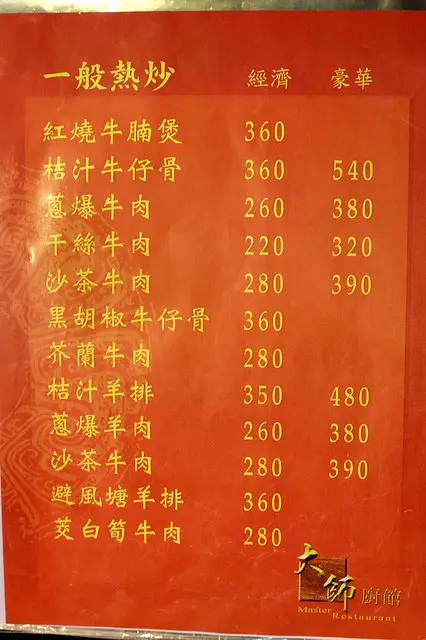 一般熱炒 經濟 豪華
紅燒牛腩煲 360
桔汁牛仔骨 360 540
蔥爆牛肉 260 380
干絲牛肉 220 320
沙茶牛肉 280 390
黑胡椒牛仔骨 360
芥蘭牛肉 280
桔汁羊排 350 480
蔥爆羊肉 260 380
沙茶牛肉 280 390
避風塘羊排 360
茭白筍牛肉 280
大師廚館
Master Restaurant